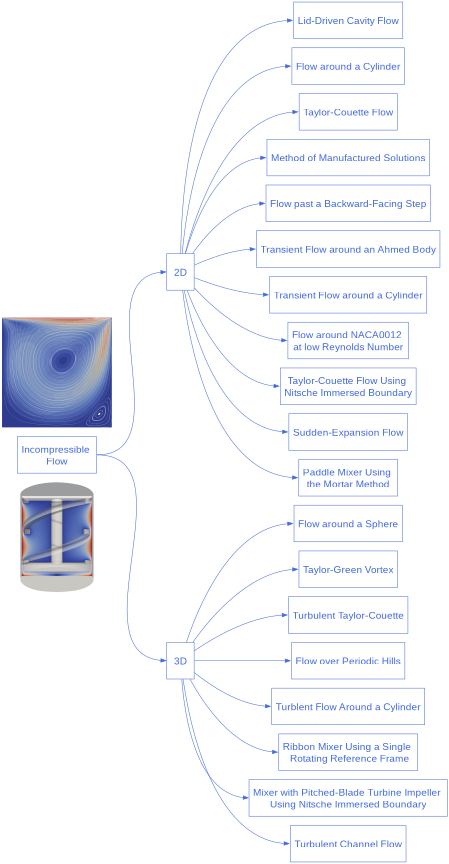 Lid-Driven Cavity Flow
Flow around a Cylinder
Taylor-Couette Flow
Method of Manufactured Solutions
Flow past a Backward-Facing Step
Transient Flow around an Ahmed Body
2D
Transient Flow around a Cylinder
Flow around NACA0012
at low Reynolds Number
Taylor-Couette Flow Using
Nitsche Immersed Boundary
Sudden-Expansion Flow
Incompressible
Flow
Paddle Mixer Using
the Mortar Method
Flow around a Sphere
Taylor-Green Vortex
Turbulent Taylor-Couette
3D
Flow over Periodic Hills
Turblent Flow Around a Cylinder
Ribbon Mixer Using a Single
Rotating Reference Frame
Mixer with Pitched-Blade Turbine Impeller
Using Nitsche Immersed Boundary
Turbulent Channel Flow